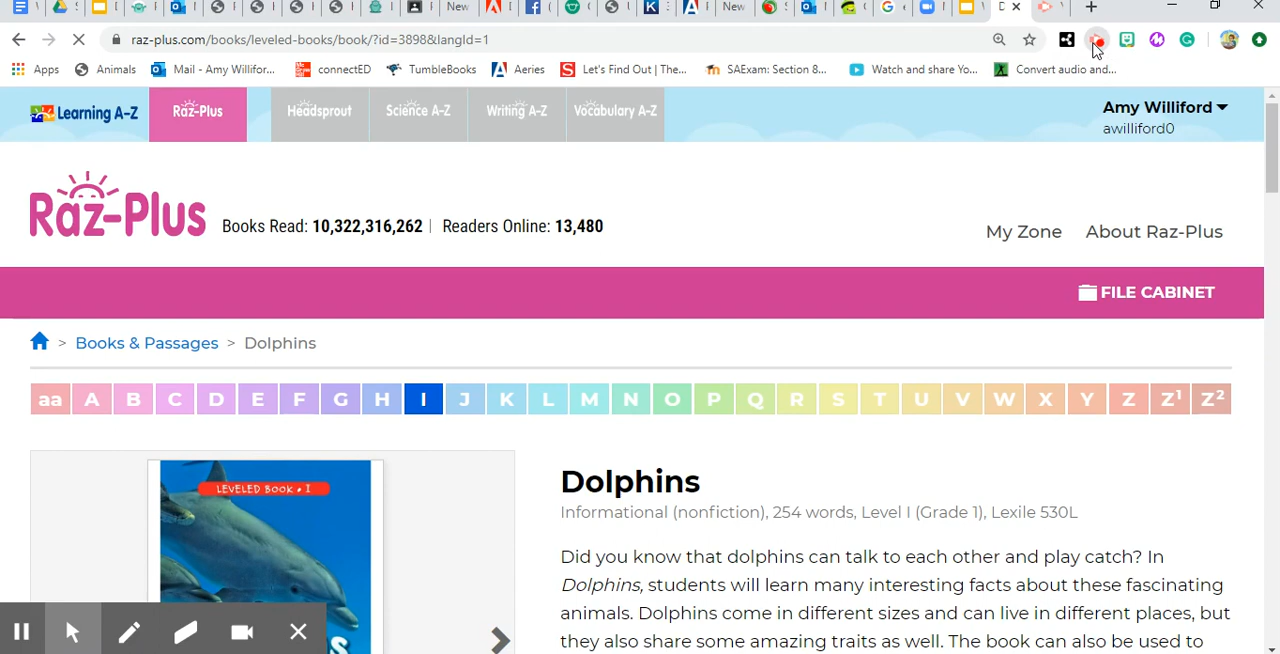 New
New
D
raz-plus.com/books/leveled-books/book/?id=3898&langId=1
Apps
Animals
Mail - Amy Willifor...
connectED
TumbleBooks
Aeries
Let's Find Out | The...
SAExam: Section 8...
Watch and share Yo...
Convert audio and...
Learning A-Z
Raz-Plus
Headsprout
Science A-Z
Writing A-Z
Vocabulary A-Z
Amy Williford
awilliford0
Raz-Plus
Books Read: 10,322,316,262 | Readers Online: 13,480
My Zone
About Raz-Plus
FILE CABINET
> Books & Passages > Dolphins
aa A B C D E F G H I J K L M N O P Q R S T U V W X Y Z Z¹ Z²
LEVELED BOOK • I
Dolphins
Informational (nonfiction), 254 words, Level I (Grade 1), Lexile 530L
Did you know that dolphins can talk to each other and play catch? In
Dolphins, students will learn many interesting facts about these fascinating
animals. Dolphins come in different sizes and can live in different places, but
they also share some amazing traits as well. The book can also be used to